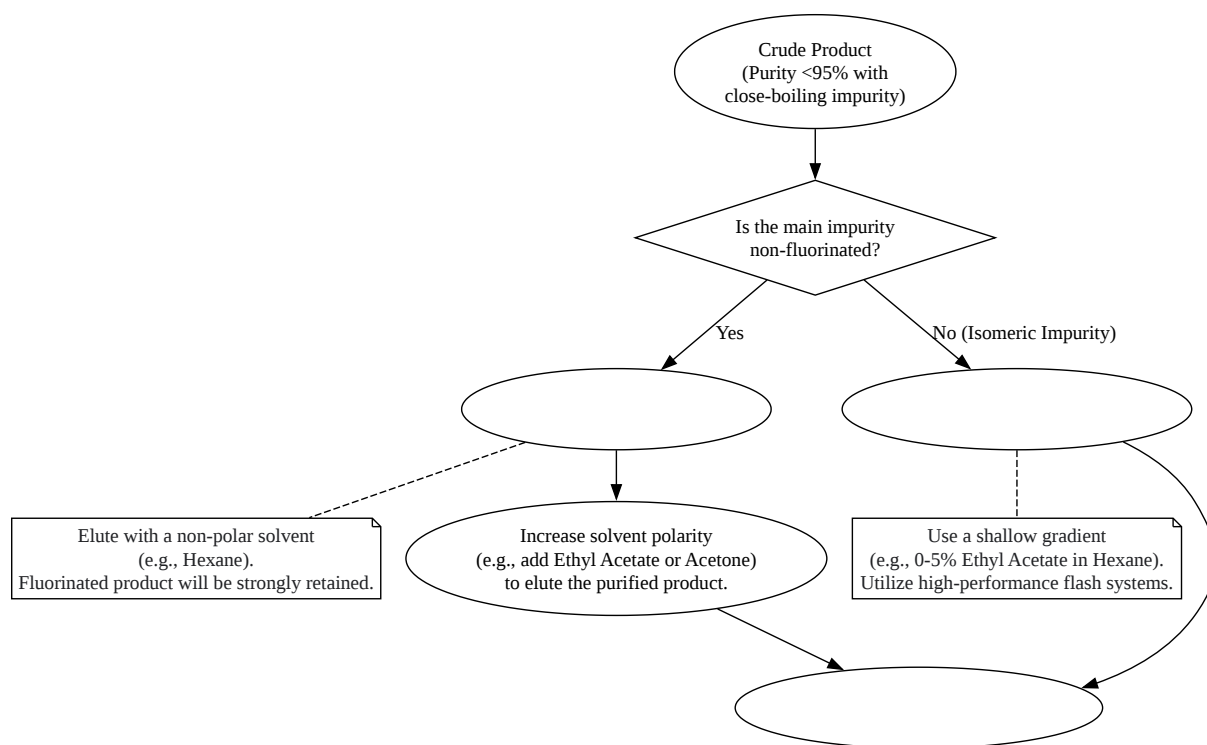 Crude Product
(Purity <95% with
close-boiling impurity)
Is the main impurity
non-fluorinated?
Yes
No (Isomeric Impurity)
Elute with a non-polar solvent
(e.g., Hexane).
Fluorinated product will be strongly retained.
Increase solvent polarity
(e.g., add Ethyl Acetate or Acetone)
to elute the purified product.
Use a shallow gradient
(e.g., 0-5% Ethyl Acetate in Hexane).
Utilize high-performance flash systems.